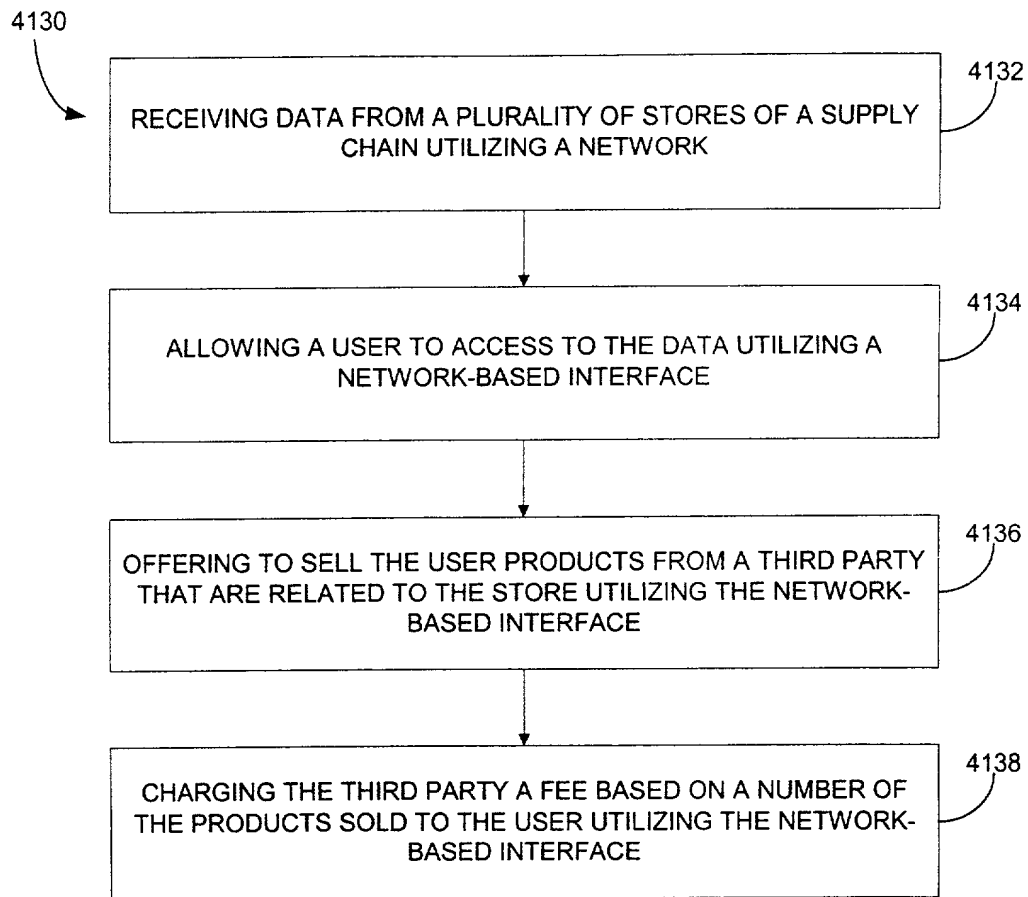 4130
4132
RECEIVING DATA FROM A PLURALITY OF STORES OF A SUPPLY
CHAIN UTILIZING A NETWORK
4134
ALLOWING A USER TO ACCESS TO THE DATA UTILIZING A
NETWORK-BASED INTERFACE
4136
OFFERING TO SELL THE USER PRODUCTS FROM A THIRD PARTY
THAT ARE RELATED TO THE STORE UTILIZING THE NETWORK-
BASED INTERFACE
4138
CHARGING THE THIRD PARTY A FEE BASED ON A NUMBER OF
THE PRODUCTS SOLD TO THE USER UTILIZING THE NETWORK-
BASED INTERFACE